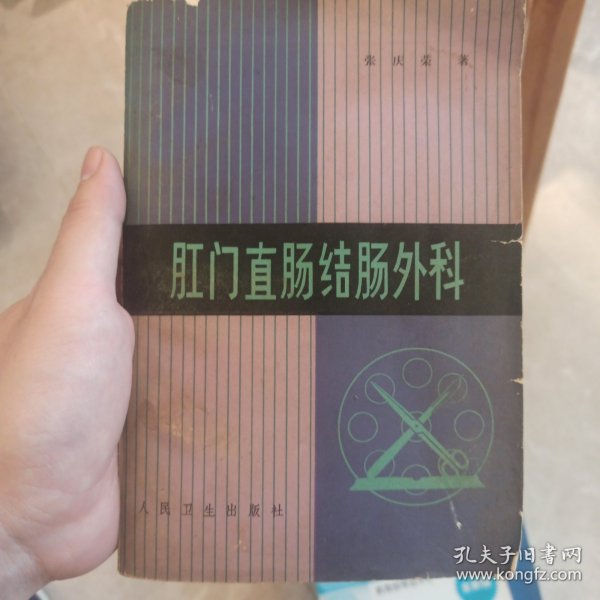 张庆荣 著
肛门直肠结肠外科
人民卫生出版社
孔夫子旧书网
www.kongfz.com